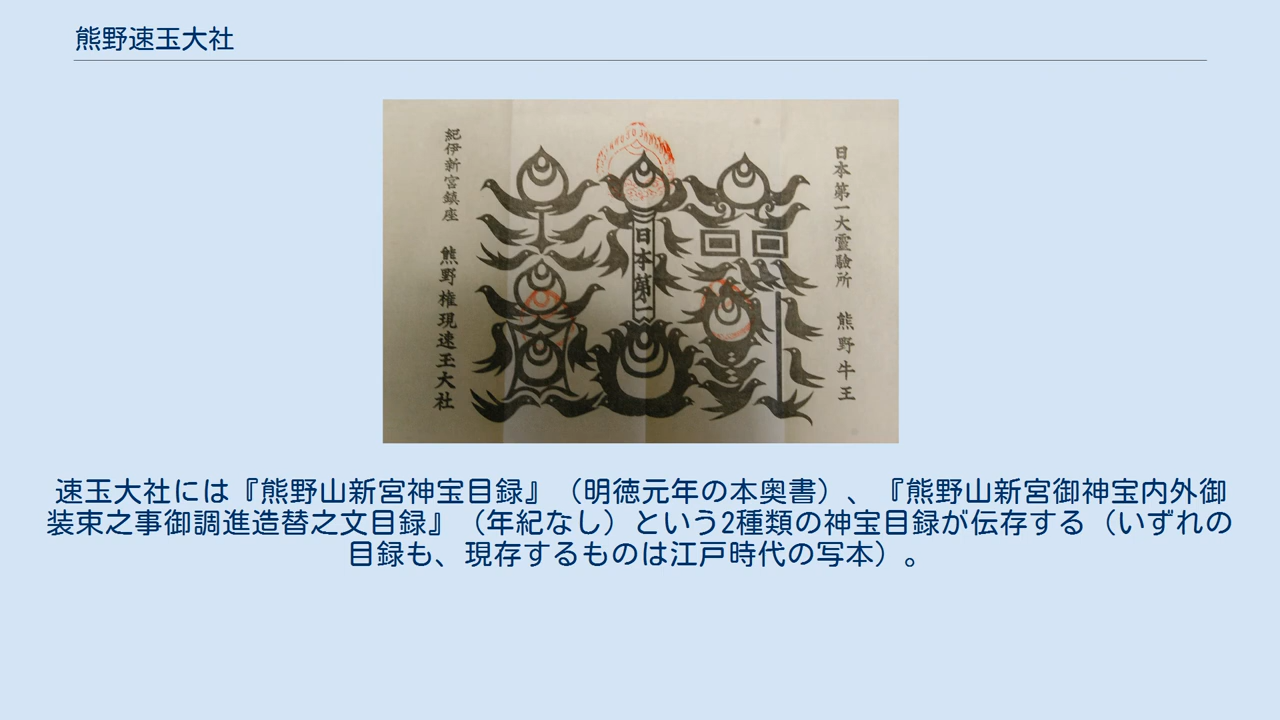 熊野速玉大社
日本第一大霊験所 熊野牛王
日本第一
紀伊新宮鎮座 熊野権現速玉大社
速玉大社には『熊野山新宮神宝目録』（明徳元年の本奥書）、『熊野山新宮御神宝内外御
装束之事御調進造替之文目録』（年紀なし）という2種類の神宝目録が伝存する（いずれの
目録も、現存するものは江戸時代の写本）。